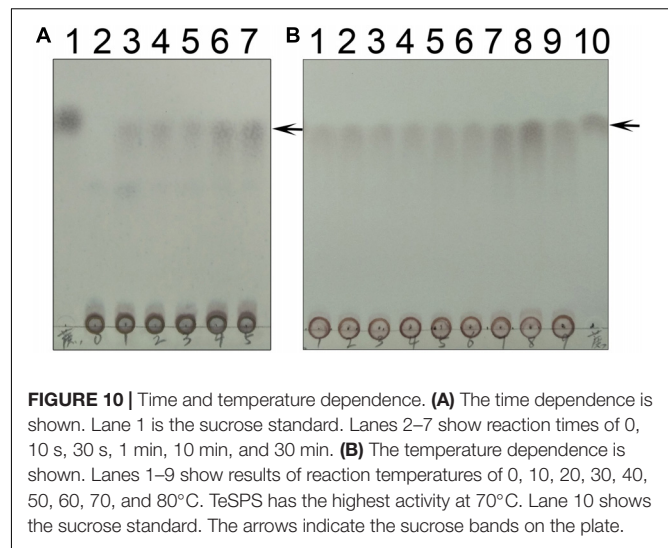 A 1 2 3 4 5 6 7 B 1 2 3 4 5 6 7 8 9 10
0 1 2 3 4 5 1 2 3 4 5 6 7 8 9
FIGURE 10 | Time and temperature dependence. (A) The time dependence is
shown. Lane 1 is the sucrose standard. Lanes 2–7 show reaction times of 0,
10 s, 30 s, 1 min, 10 min, and 30 min. (B) The temperature dependence is
shown. Lanes 1–9 show results of reaction temperatures of 0, 10, 20, 30, 40,
50, 60, 70, and 80°C. TeSPS has the highest activity at 70°C. Lane 10 shows
the sucrose standard. The arrows indicate the sucrose bands on the plate.